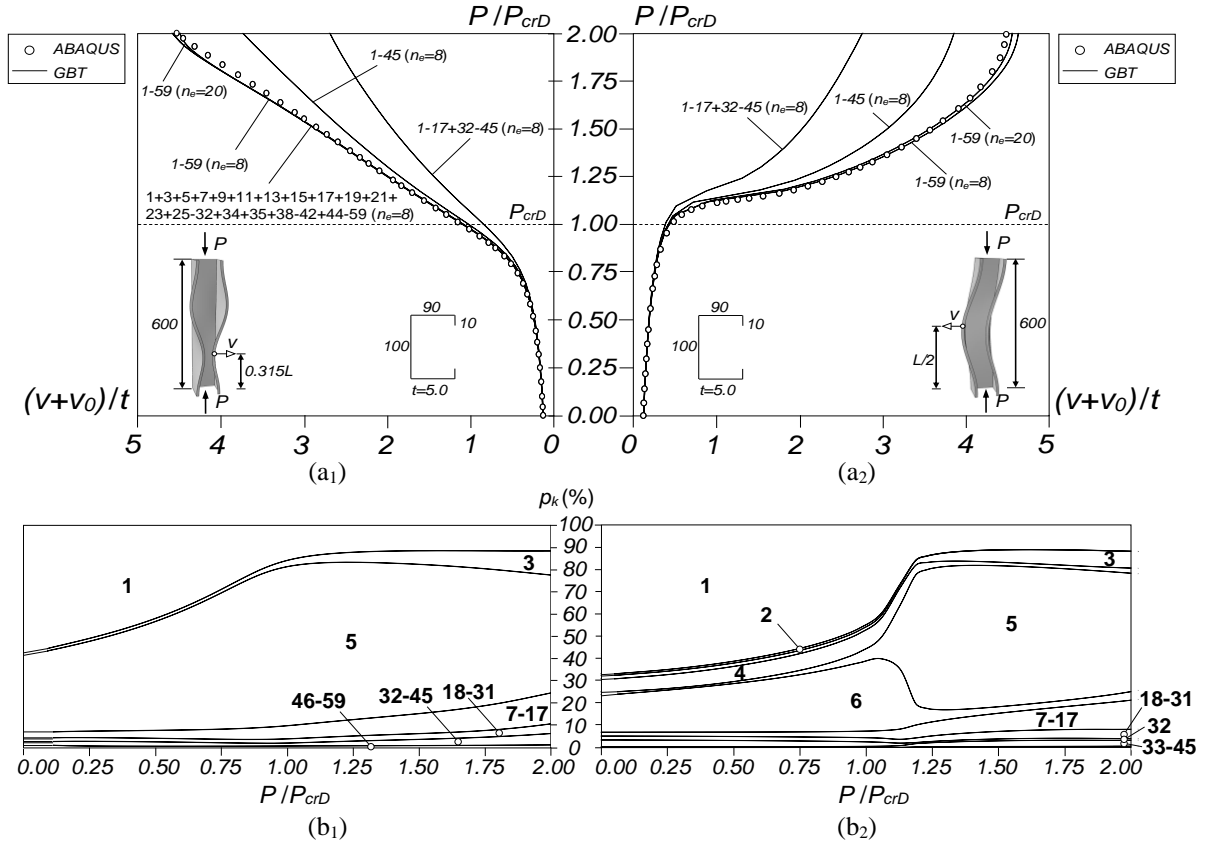 P/PcrD
P/PcrD
ABAQUS
GBT
2.00
1.75
1.50
1.25
1.00
0.75
0.50
0.25
0.00
1-45 (ne=8)
1-59 (ne=20)
1-17+32-45 (ne=8)
1-59 (ne=8)
1+3+5+7+9+11+13+15+17+19+21+
23+25-32+34+35+38-42+44-59 (ne=8)
PcrD
P
600
v
0.315L
P
90
10
100
t=5.0
(v+v0)/t
5 4 3 2 1 0
(a1)
ABAQUS
GBT
1-17+32-45 (ne=8)
1-45 (ne=8)
1-59 (ne=20)
1-59 (ne=8)
PcrD
P
600
v
L/2
P
90
10
100
t=5.0
(v+v0)/t
0 1 2 3 4 5
(a2)
pk (%)
100
90
80
70
60
50
40
30
20
10
0
1
3
5
46-59
32-45
18-31
7-17
0.00 0.25 0.50 0.75 1.00 1.25 1.50 1.75 2.00
P/PcrD
(b1)
1
2
3
4
5
6
7-17
18-31
32
33-45
0.00 0.25 0.50 0.75 1.00 1.25 1.50 1.75 2.00
P/PcrD
(b2)